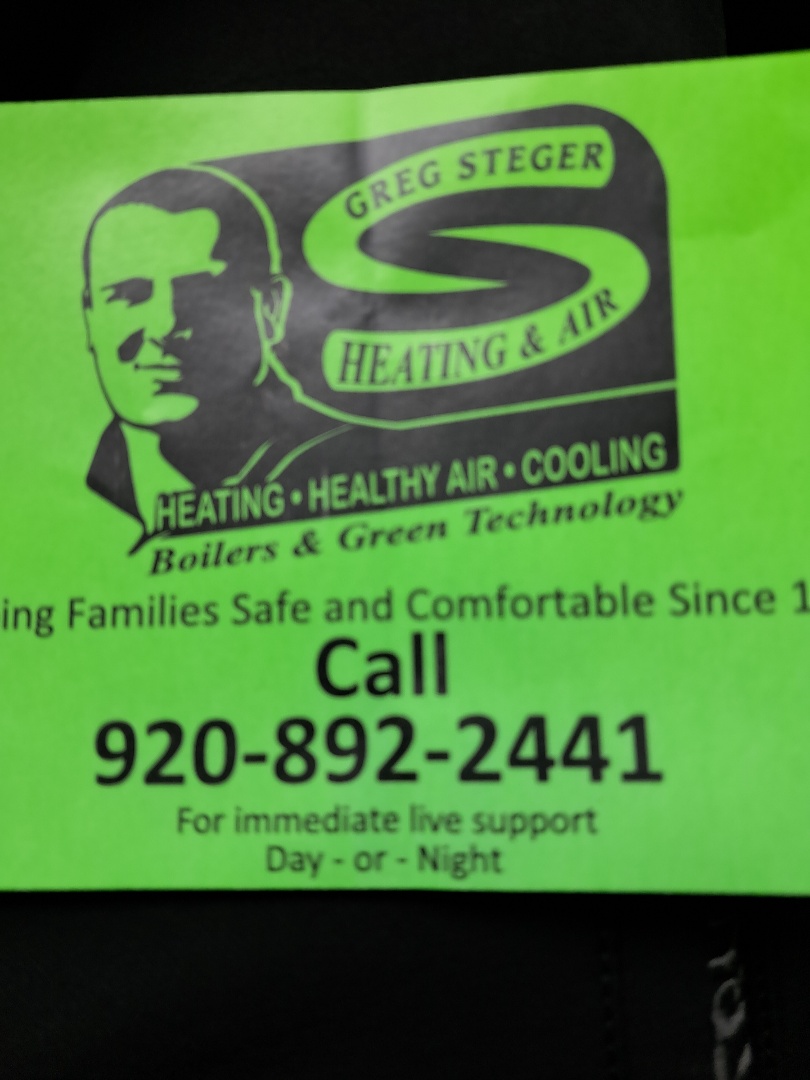 GREG STEGER
HEATING & AIR
HEATING • HEALTHY AIR • COOLING
Boilers & Green Technology
ing Families Safe and Comfortable Since 1
Call
920-892-2441
For immediate live support
Day - or - Night